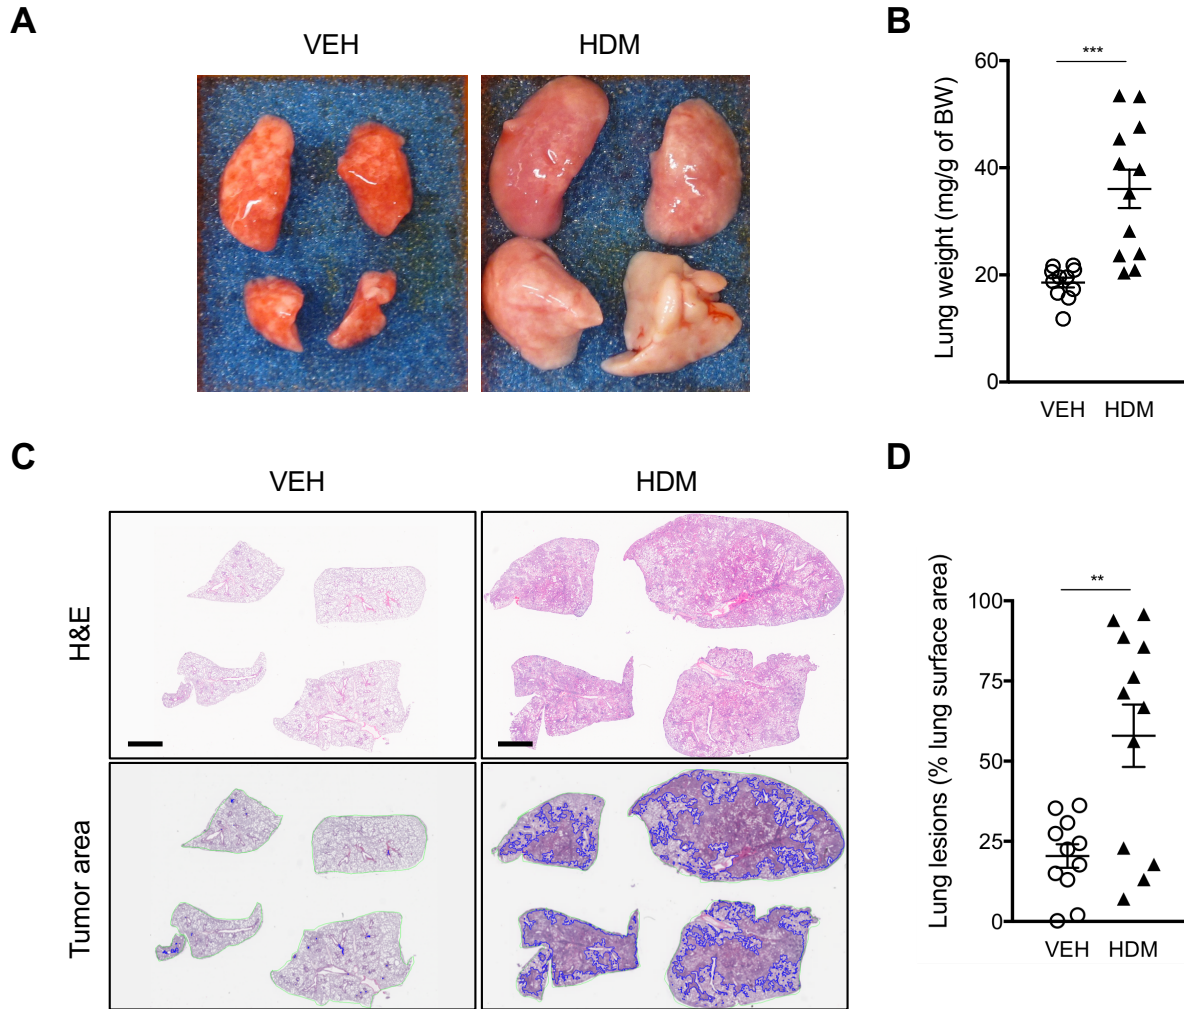 A
VEH
HDM
B
***
Lung weight (mg/g of BW)
60
40
20
0
VEH
HDM
C
VEH
HDM
H&E
Tumor area
D
**
Lung lesions (% lung surface area)
100
75
50
25
0
VEH
HDM